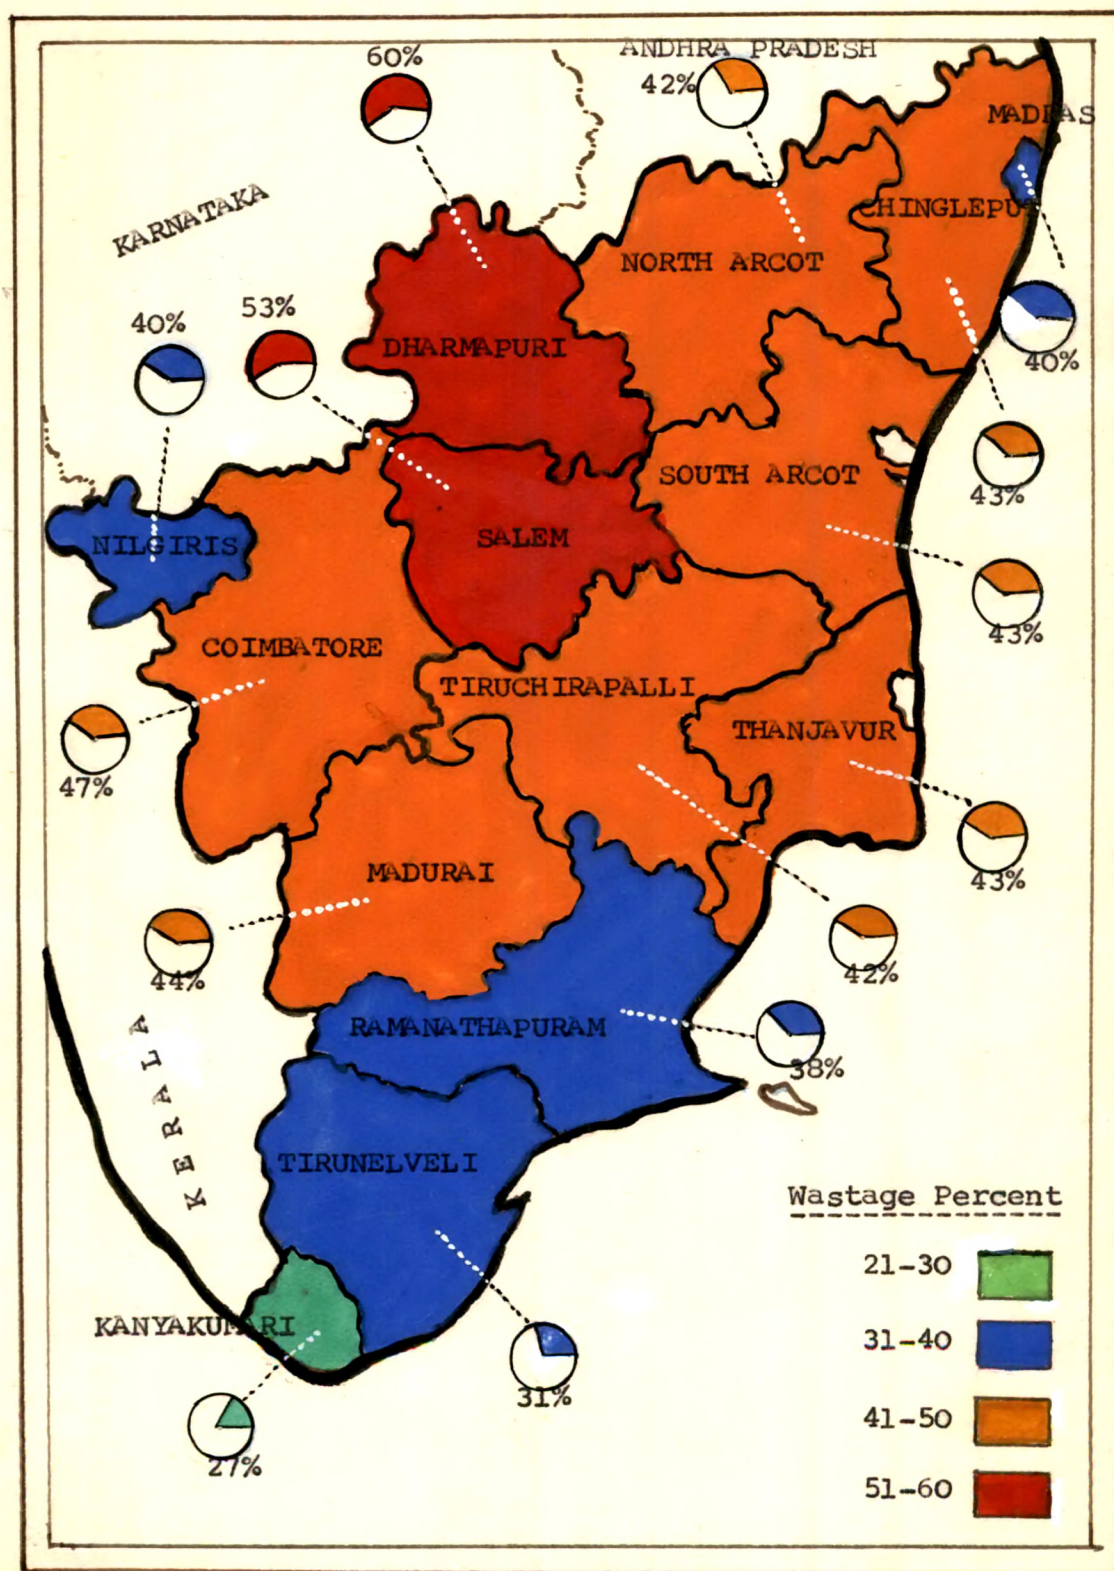 60%
ANDHRA PRADESH
42%
MADRAS
KARNATAKA
CHINGLEPUT
NORTH ARCOT
53%
40%
DHARMAPURI
40%
SOUTH ARCOT
43%
NILGIRIS
SALEM
43%
COIMBATORE
TIRUCHIRAPALLI
THANJAVUR
47%
MADURAI
43%
44%
42%
KERALA
RAMANATHAPURAM
38%
TIRUNELVELI
Wastage Percent
21-30
KANYAKUMARI
31-40
31%
41-50
27%
51-60